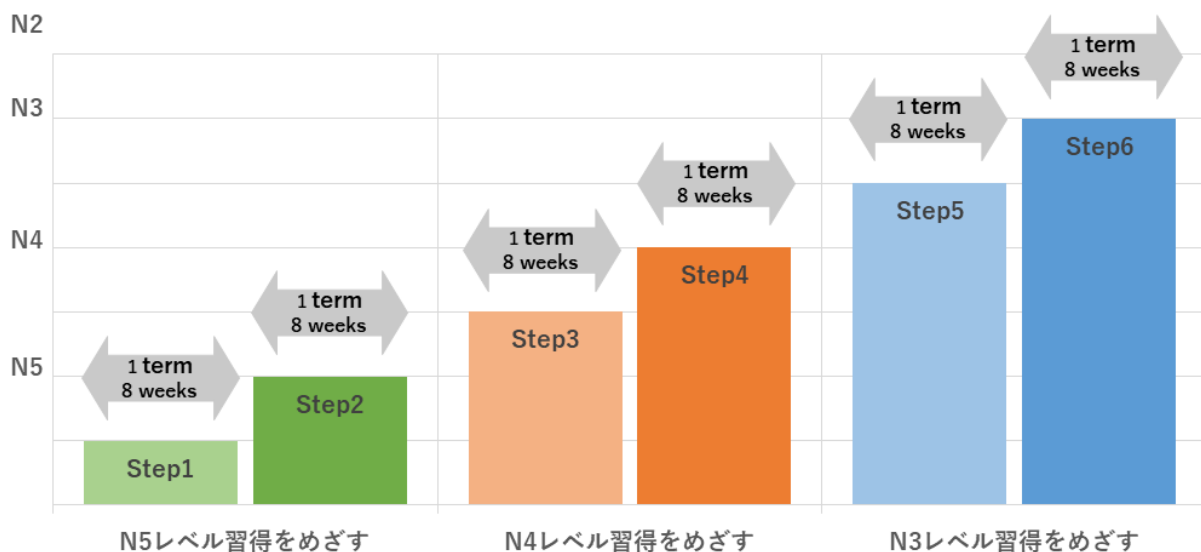 N2
N3
N4
N5
1 term
8 weeks
Step1
1 term
8 weeks
Step2
1 term
8 weeks
Step3
1 term
8 weeks
Step4
1 term
8 weeks
Step5
1 term
8 weeks
Step6
N5レベル習得をめざす
N4レベル習得をめざす
N3レベル習得をめざす